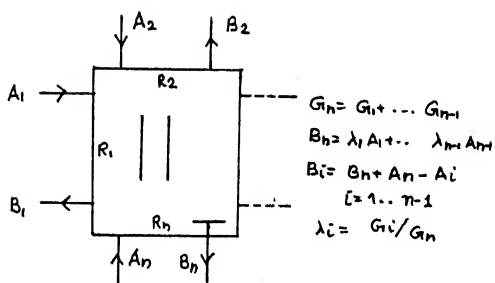 A2 B2
A1 R2
Gn= G1+ ... Gn-1
R1 Bn= λ1 A1+.. λn-1 An-1
Bi= Bn+ An- Ai
B1 i= 1.. n-1
Rn λi= Gi/Gn
An Bn